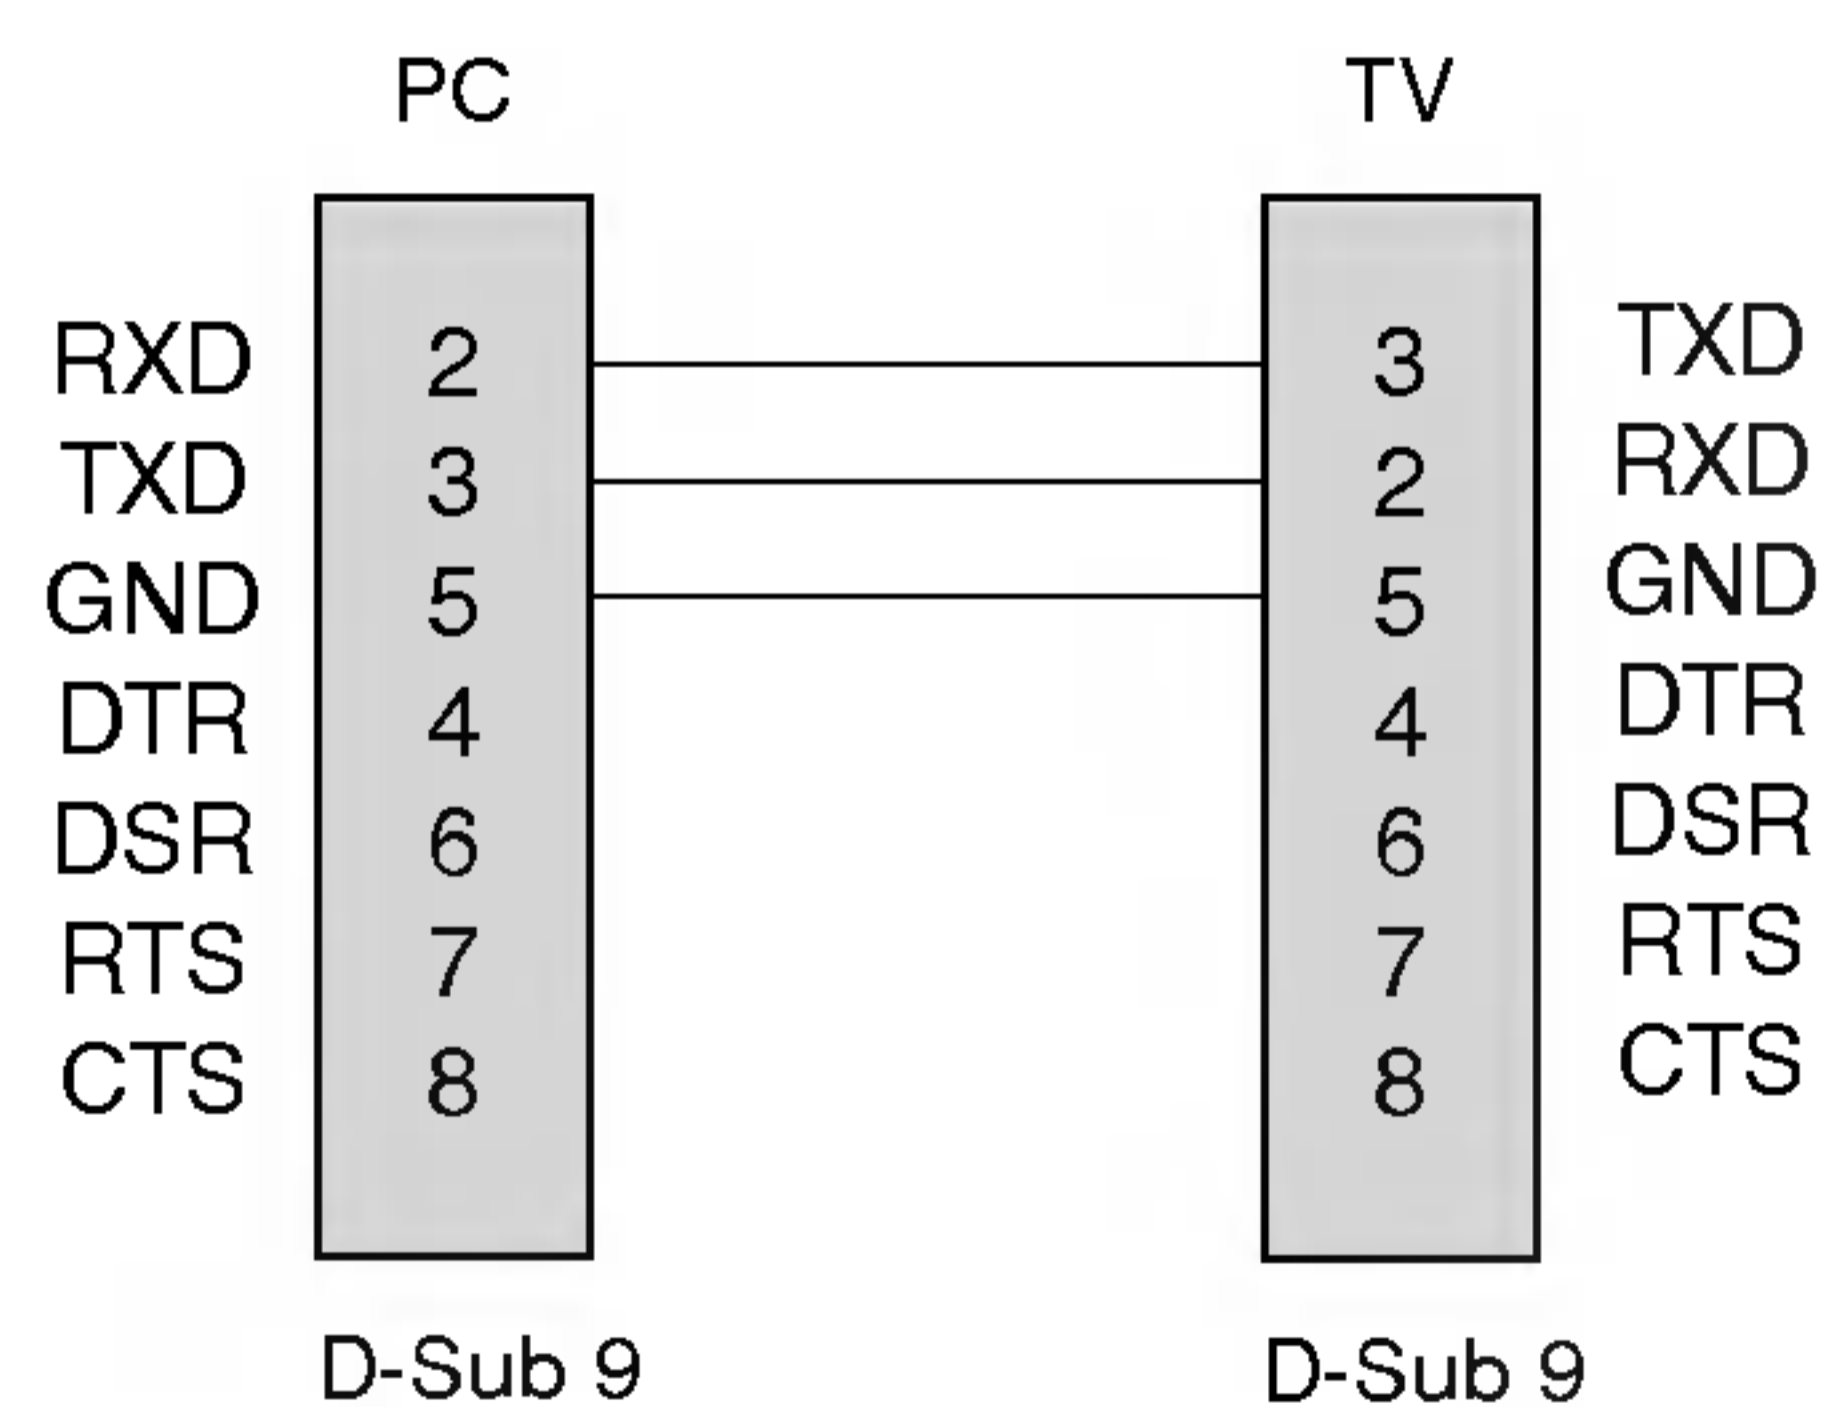 PC TV
RXD 2 3 TXD
TXD 3 2 RXD
GND 5 5 GND
DTR 4 4 DTR
DSR 6 6 DSR
RTS 7 7 RTS
CTS 8 8 CTS
D-Sub 9 D-Sub 9